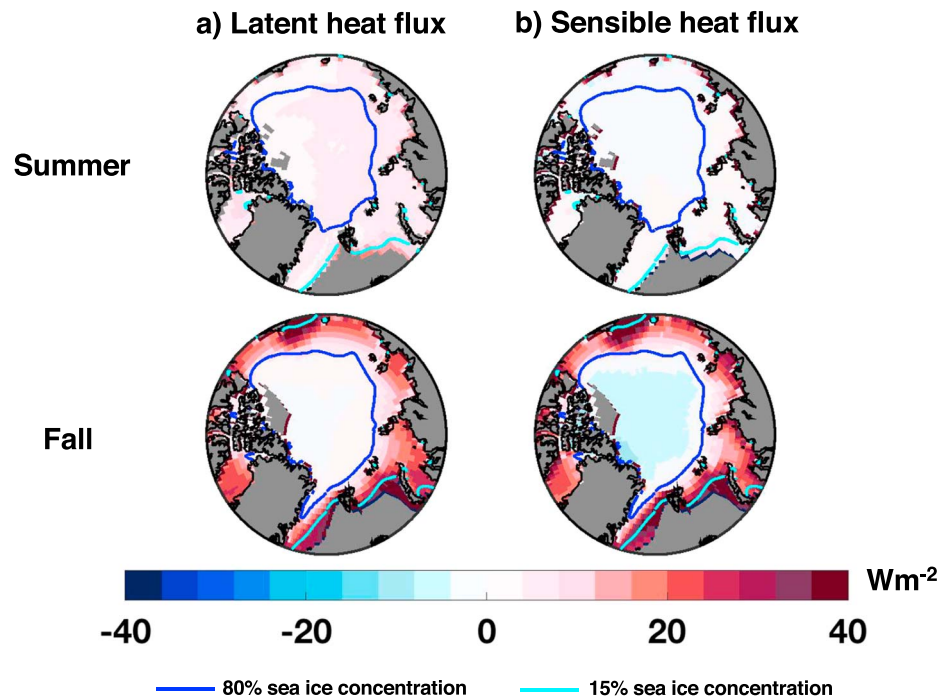 a) Latent heat flux
b) Sensible heat flux
Summer
Fall
Wm-2
-40 -20 0 20 40
80% sea ice concentration
15% sea ice concentration